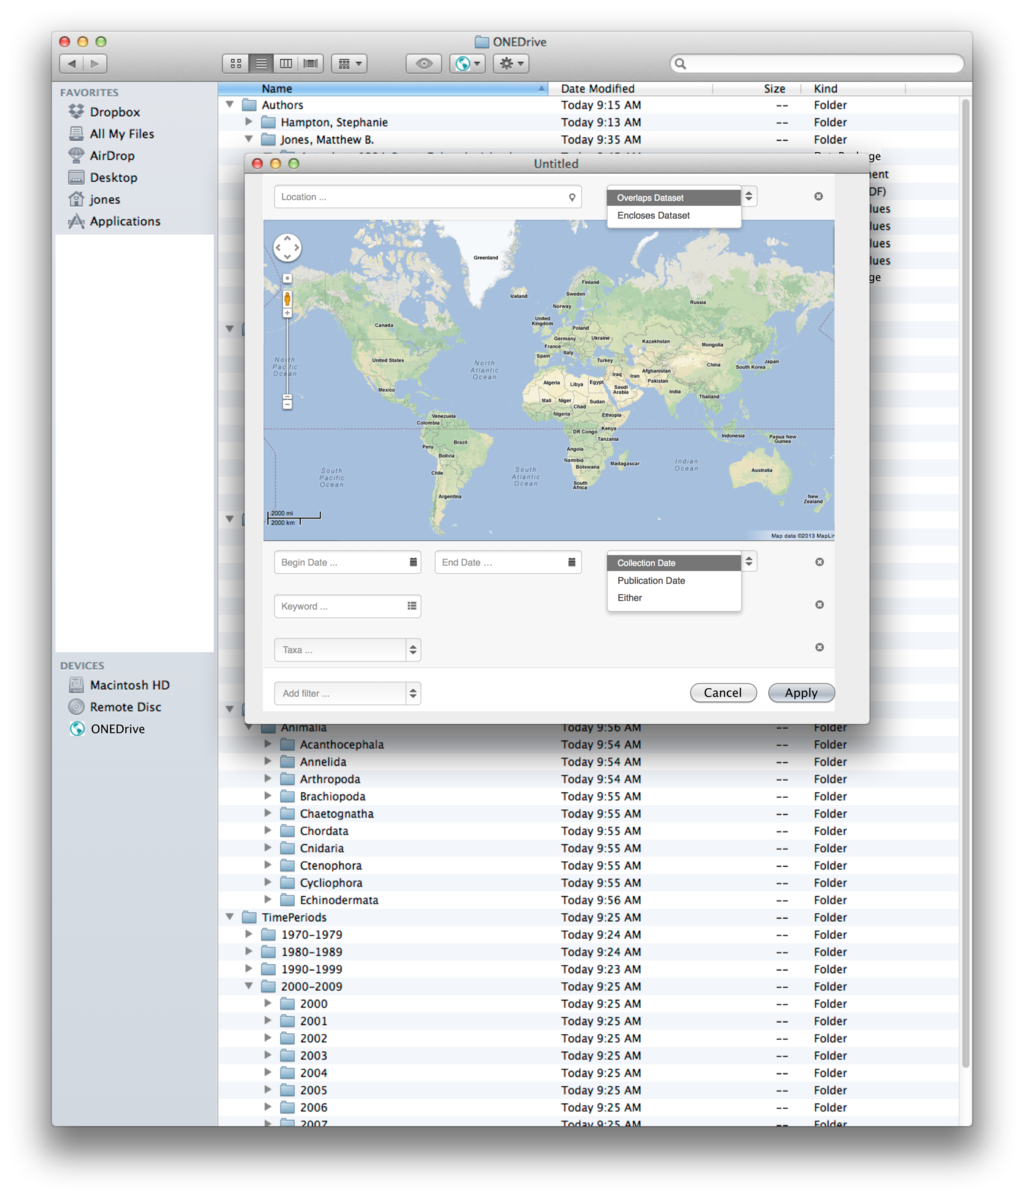 ONEDrive
Name Date Modified Size Kind
FAVORITES
Dropbox
All My Files
AirDrop
Desktop
jones
Applications
DEVICES
Macintosh HD
Remote Disc
ONEDrive
Authors Today 9:15 AM -- Folder
Hampton, Stephanie Today 9:13 AM -- Folder
Jones, Matthew B. Today 9:35 AM -- Folder
Untitled
Location ...
Overlaps Dataset
Encloses Dataset
Greenland
Iceland
Finland
Sweden
Norway
Russia
United Kingdom
Poland
Germany
Ukraine
France
Italy
Spain
Kazakhstan
Mongolia
Canada
United States
Mexico
North Pacific Ocean
North Atlantic Ocean
Turkey
Iraq
Iran
Afghanistan
Pakistan
China
Japan
South Korea
Algeria
Libya
Egypt
Saudi Arabia
India
Thailand
Mali
Niger
Chad
Sudan
Nigeria
Ethiopia
Venezuela
Colombia
DR Congo
Kenya
Tanzania
Peru
Brazil
Bolivia
Chile
Argentina
Angola
Namibia
Botswana
Madagascar
South Africa
Indonesia
Papua New Guinea
Australia
New Zealand
South Pacific Ocean
South Atlantic Ocean
Indian Ocean
2000 mi
2000 km
Map data ©2013 MapLin
Begin Date ...
End Date ...
Collection Date
Publication Date
Either
Keyword ...
Taxa ...
Add filter ...
Cancel
Apply
Animalia Today 9:56 AM -- Folder
Acanthocephala Today 9:54 AM -- Folder
Annelida Today 9:54 AM -- Folder
Arthropoda Today 9:54 AM -- Folder
Brachiopoda Today 9:55 AM -- Folder
Chaetognatha Today 9:55 AM -- Folder
Chordata Today 9:55 AM -- Folder
Cnidaria Today 9:55 AM -- Folder
Ctenophora Today 9:55 AM -- Folder
Cycliophora Today 9:55 AM -- Folder
Echinodermata Today 9:56 AM -- Folder
TimePeriods Today 9:25 AM -- Folder
1970-1979 Today 9:24 AM -- Folder
1980-1989 Today 9:24 AM -- Folder
1990-1999 Today 9:23 AM -- Folder
2000-2009 Today 9:25 AM -- Folder
2000 Today 9:25 AM -- Folder
2001 Today 9:25 AM -- Folder
2002 Today 9:25 AM -- Folder
2003 Today 9:25 AM -- Folder
2004 Today 9:25 AM -- Folder
2005 Today 9:25 AM -- Folder
2006 Today 9:25 AM -- Folder
2007 Today 9:25 AM -- Folder